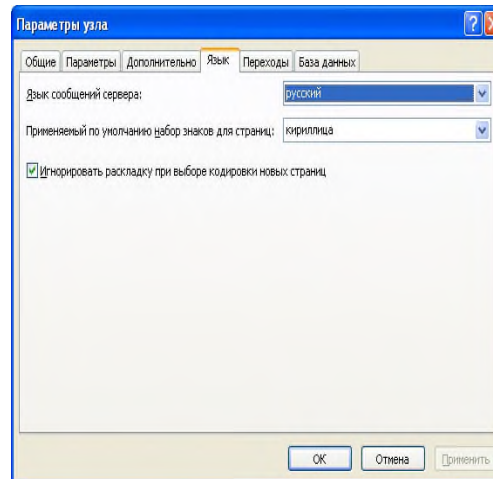 Параметры узла
Общие Параметры Дополнительно Язык Переходы База данных
Язык сообщений сервера: русский
Применяемый по умолчанию набор знаков для страниц: кириллица
Игнорировать раскладку при выборе кодировки новых страниц
ОК Отмена Применить